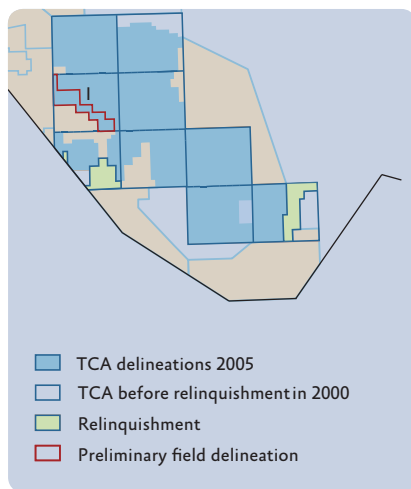 I
TCA delineations 2005
TCA before relinquishment in 2000
Relinquishment
Preliminary field delineation